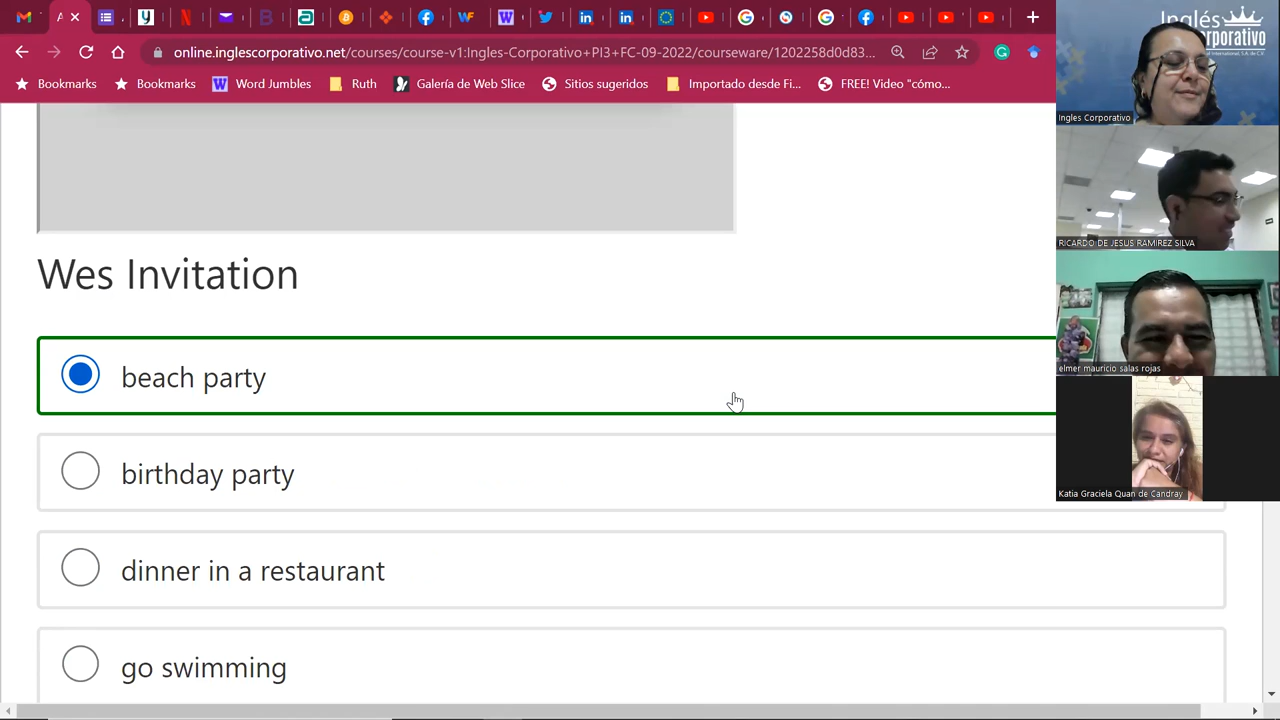 A
online.inglescorporativo.net/courses/course-v1:Ingles-Corporativo+PI3+FC-09-2022/courseware/1202258d0d83...
Bookmarks
Bookmarks
Word Jumbles
Ruth
Galería de Web Slice
Sitios sugeridos
Importado desde Fi...
FREE! Video "cómo...
Inglés
Ingles Corporativo
RICARDO DE JESUS RAMIREZ SILVA
elmer mauricio salas rojas
Katia Graciela Quan de Candray
Wes Invitation
beach party
birthday party
dinner in a restaurant
go swimming